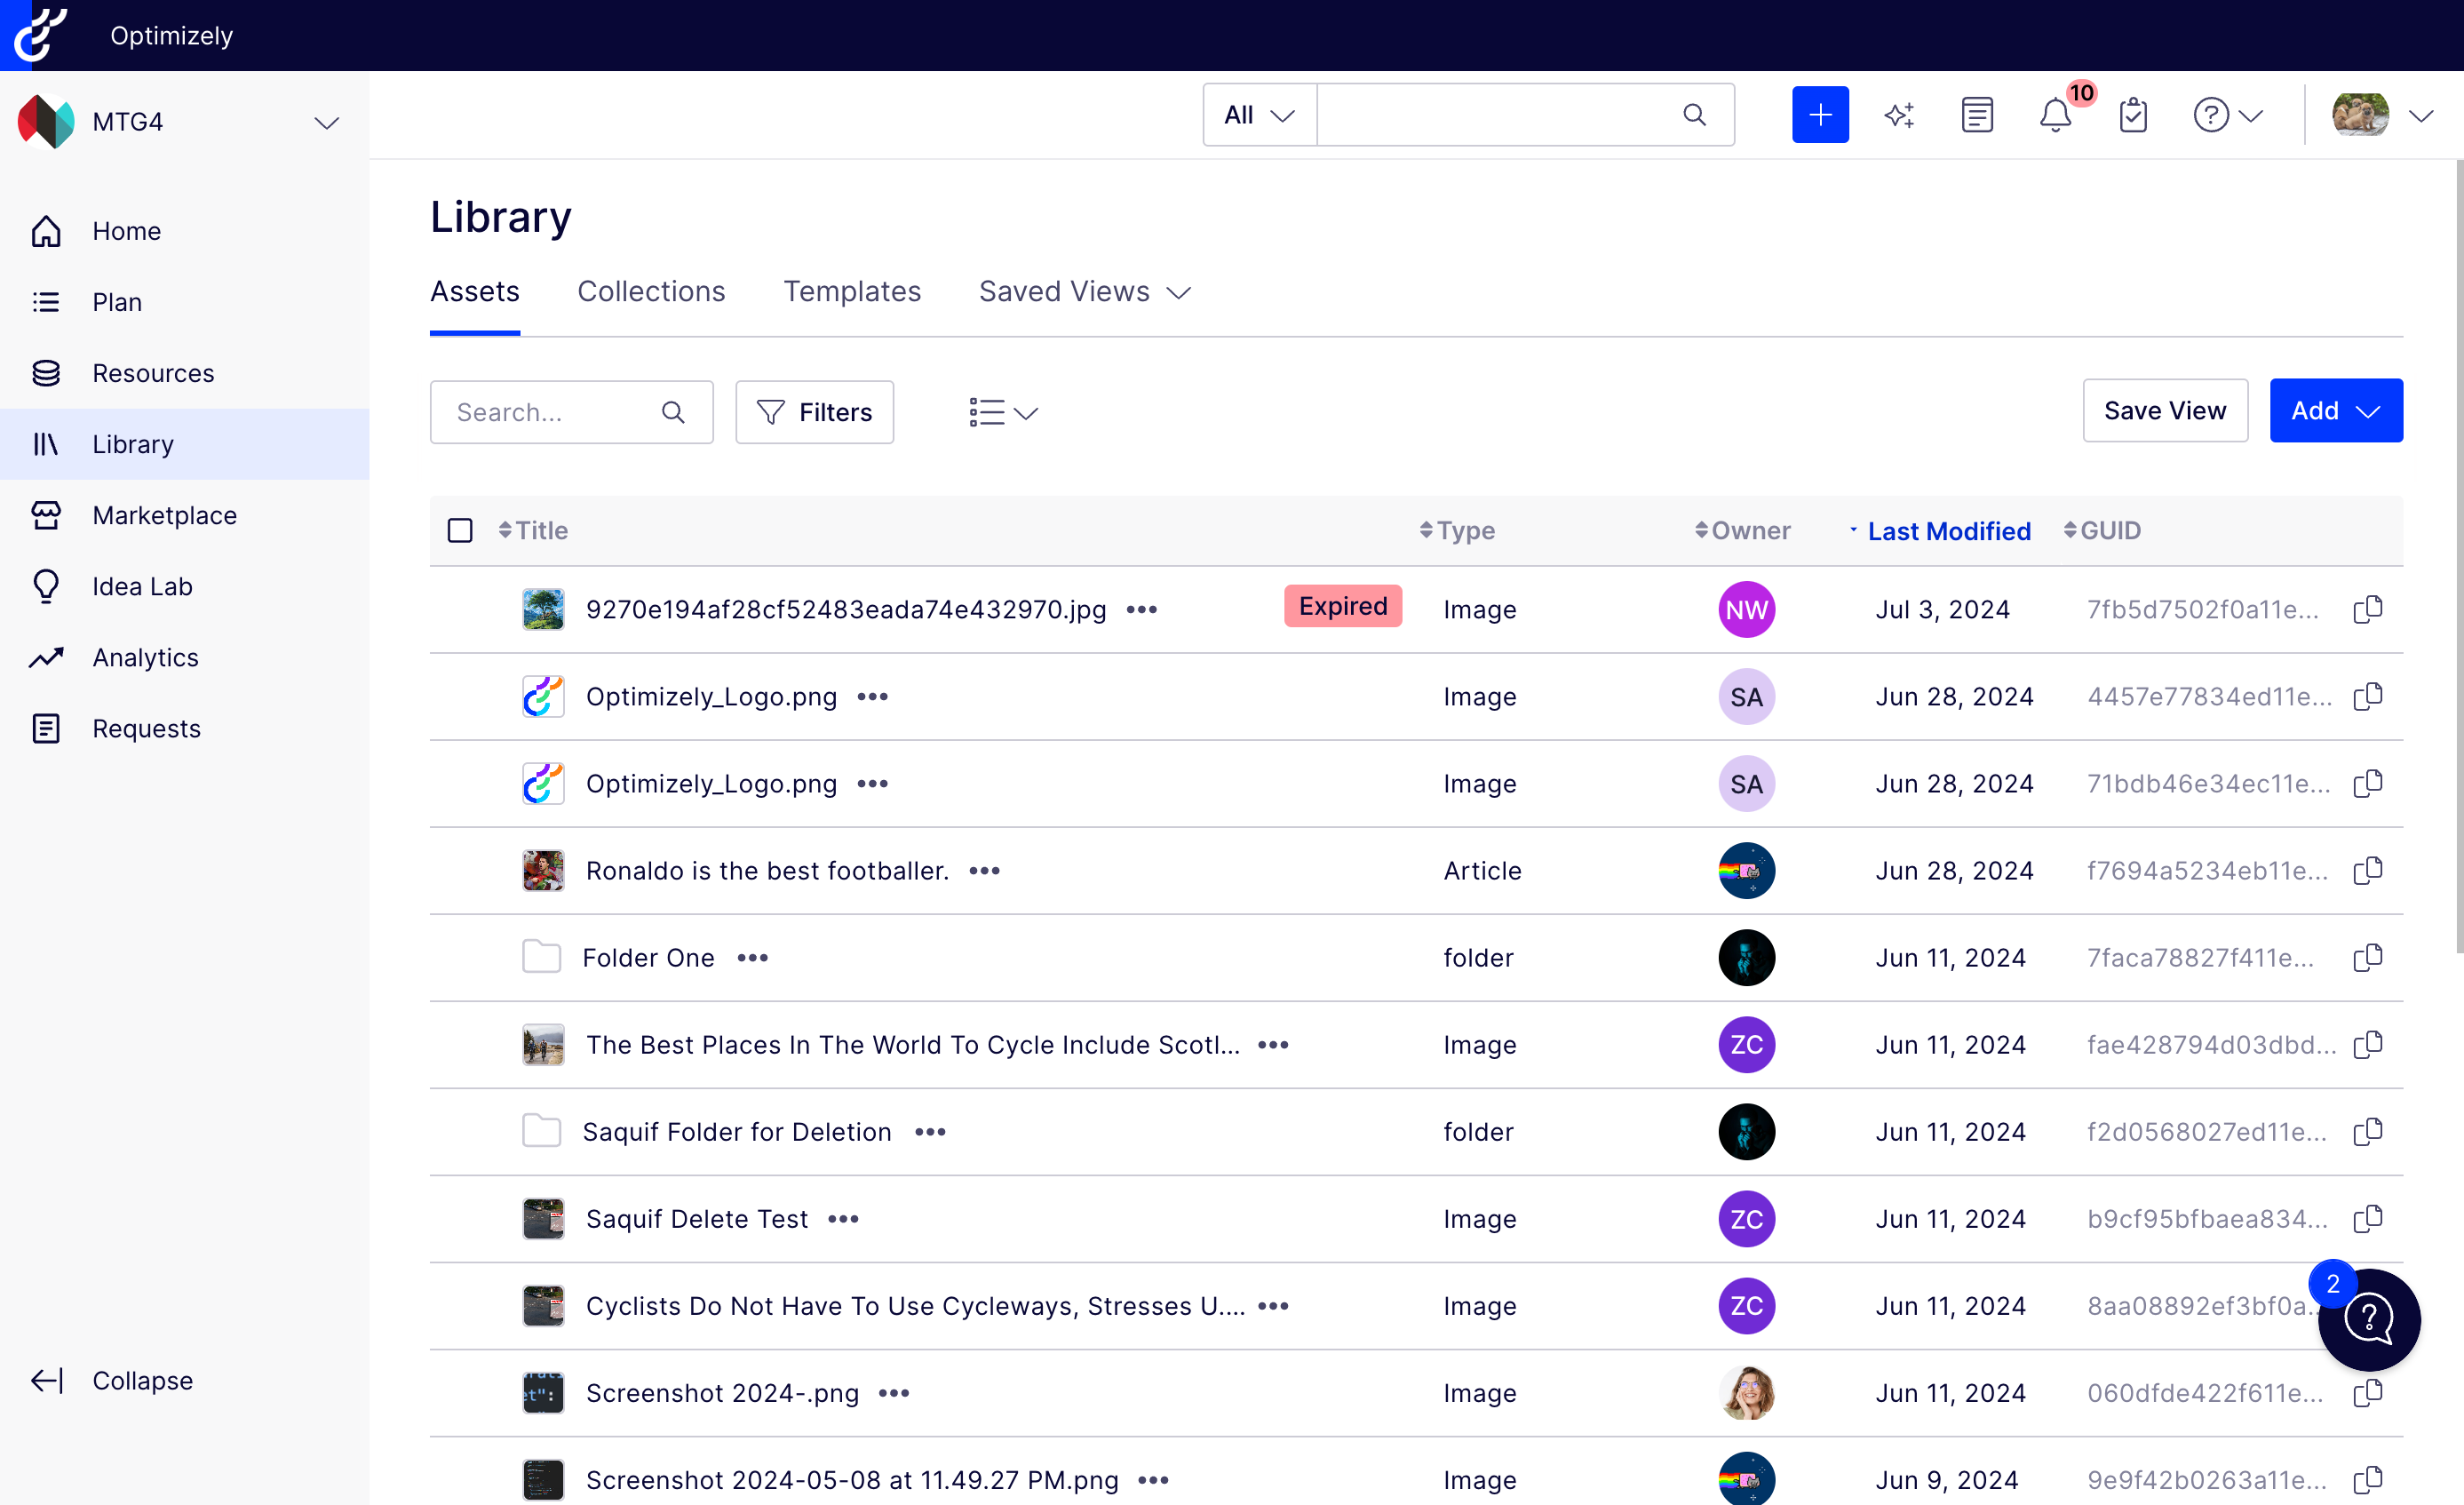 Optimizely
MTG4
All
10
Home
Plan
Resources
Library
Marketplace
Idea Lab
Analytics
Requests
Collapse
Library
Assets Collections Templates Saved Views
Search... Filters Save View Add
Title Type Owner Last Modified GUID
9270e194af28cf52483eada74e432970.jpg Expired Image NW Jul 3, 2024 7fb5d7502f0a11e...
Optimizely_Logo.png Image SA Jun 28, 2024 4457e77834ed11e...
Optimizely_Logo.png Image SA Jun 28, 2024 71bdb46e34ec11e...
Ronaldo is the best footballer. Article Jun 28, 2024 f7694a5234eb11e...
Folder One folder Jun 11, 2024 7faca78827f411e...
The Best Places In The World To Cycle Include Scotl... Image ZC Jun 11, 2024 fae428794d03dbd...
Saquif Folder for Deletion folder Jun 11, 2024 f2d0568027ed11e...
Saquif Delete Test Image ZC Jun 11, 2024 b9cf95bfbaea834...
Cyclists Do Not Have To Use Cycleways, Stresses U.... Image ZC Jun 11, 2024 8aa08892ef3bf0a..
2
Screenshot 2024-.png Image Jun 11, 2024 060dfde422f611e...
Screenshot 2024-05-08 at 11.49.27 PM.png Image Jun 9, 2024 9e9f42b0263a11e...